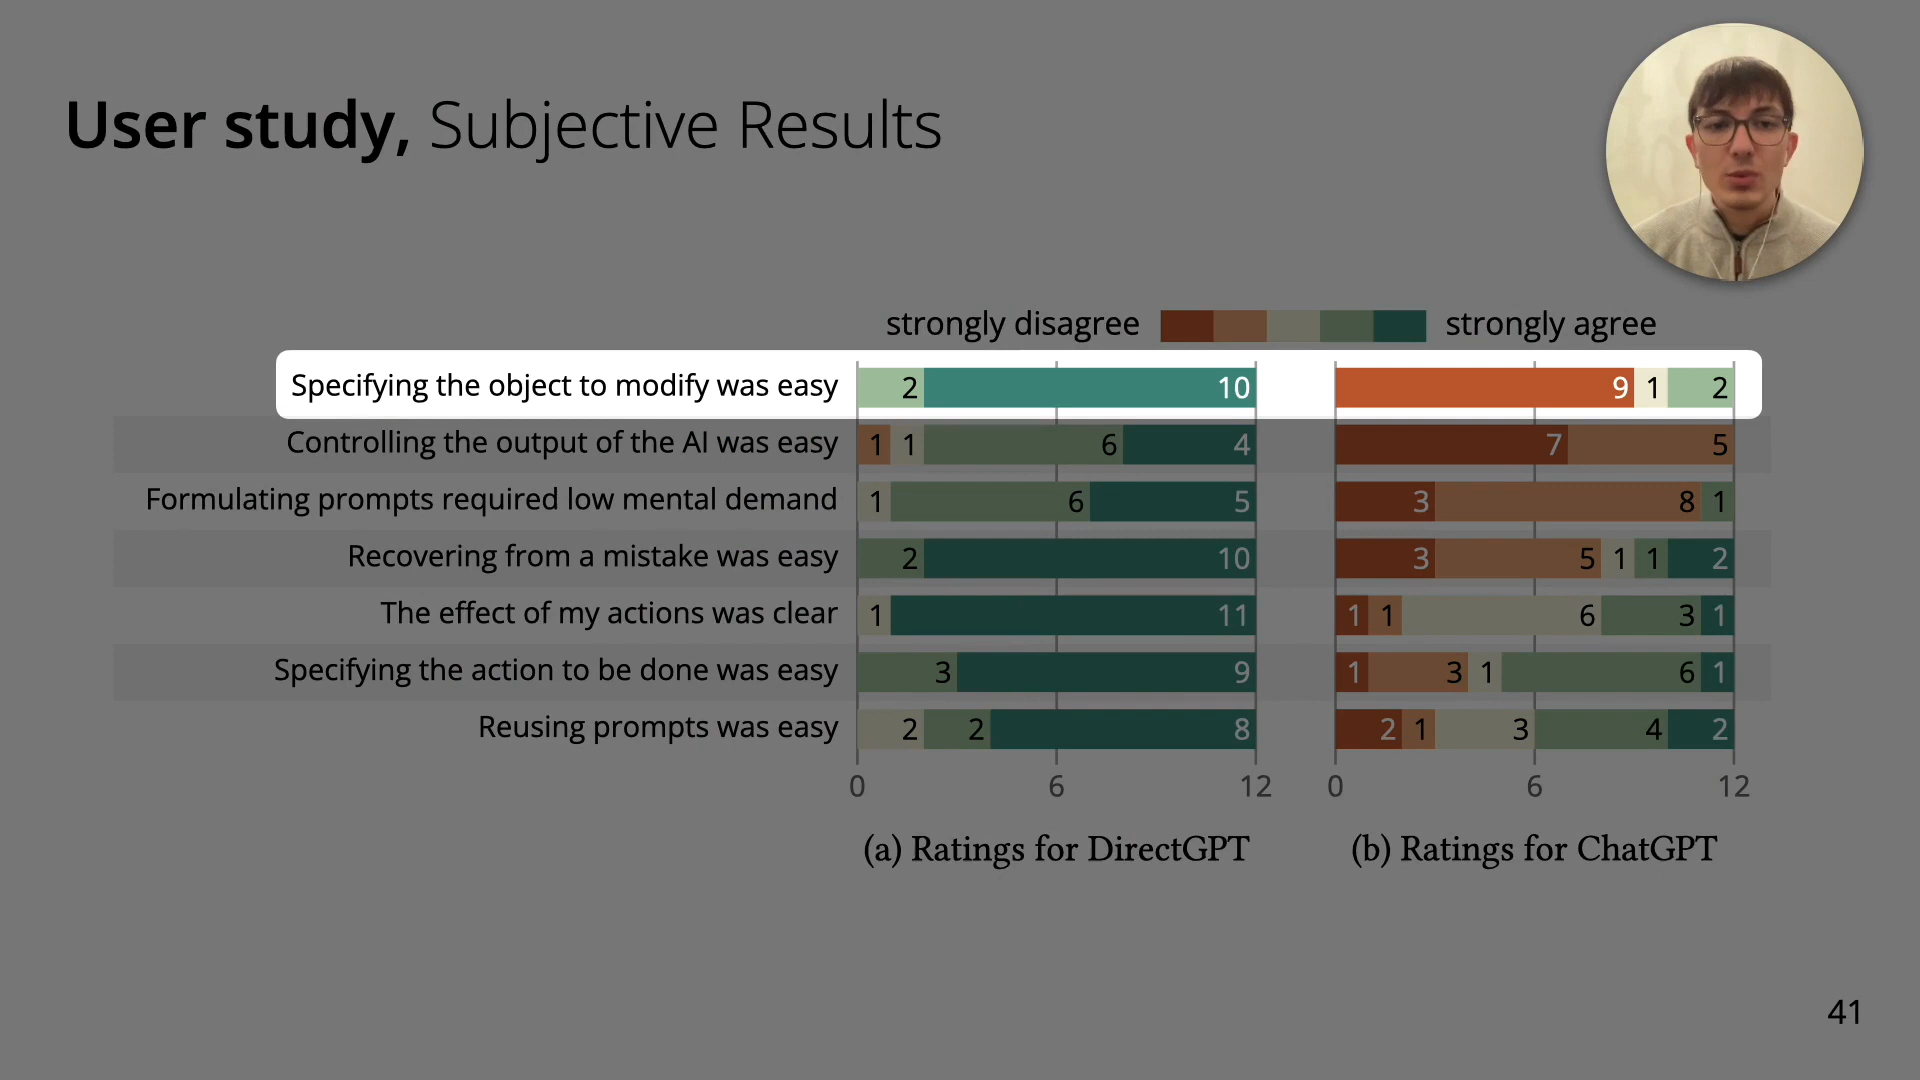 User study, Subjective Results
strongly disagree strongly agree
Specifying the object to modify was easy 2 10 9 1 2
Controlling the output of the AI was easy 1 1 6 4 7 5
Formulating prompts required low mental demand 1 6 5 3 8 1
Recovering from a mistake was easy 2 10 3 5 1 1 2
The effect of my actions was clear 1 11 1 1 6 3 1
Specifying the action to be done was easy 3 9 1 3 1 6 1
Reusing prompts was easy 2 2 8 2 1 3 4 2
0 6 12 0 6 12
(a) Ratings for DirectGPT (b) Ratings for ChatGPT
41